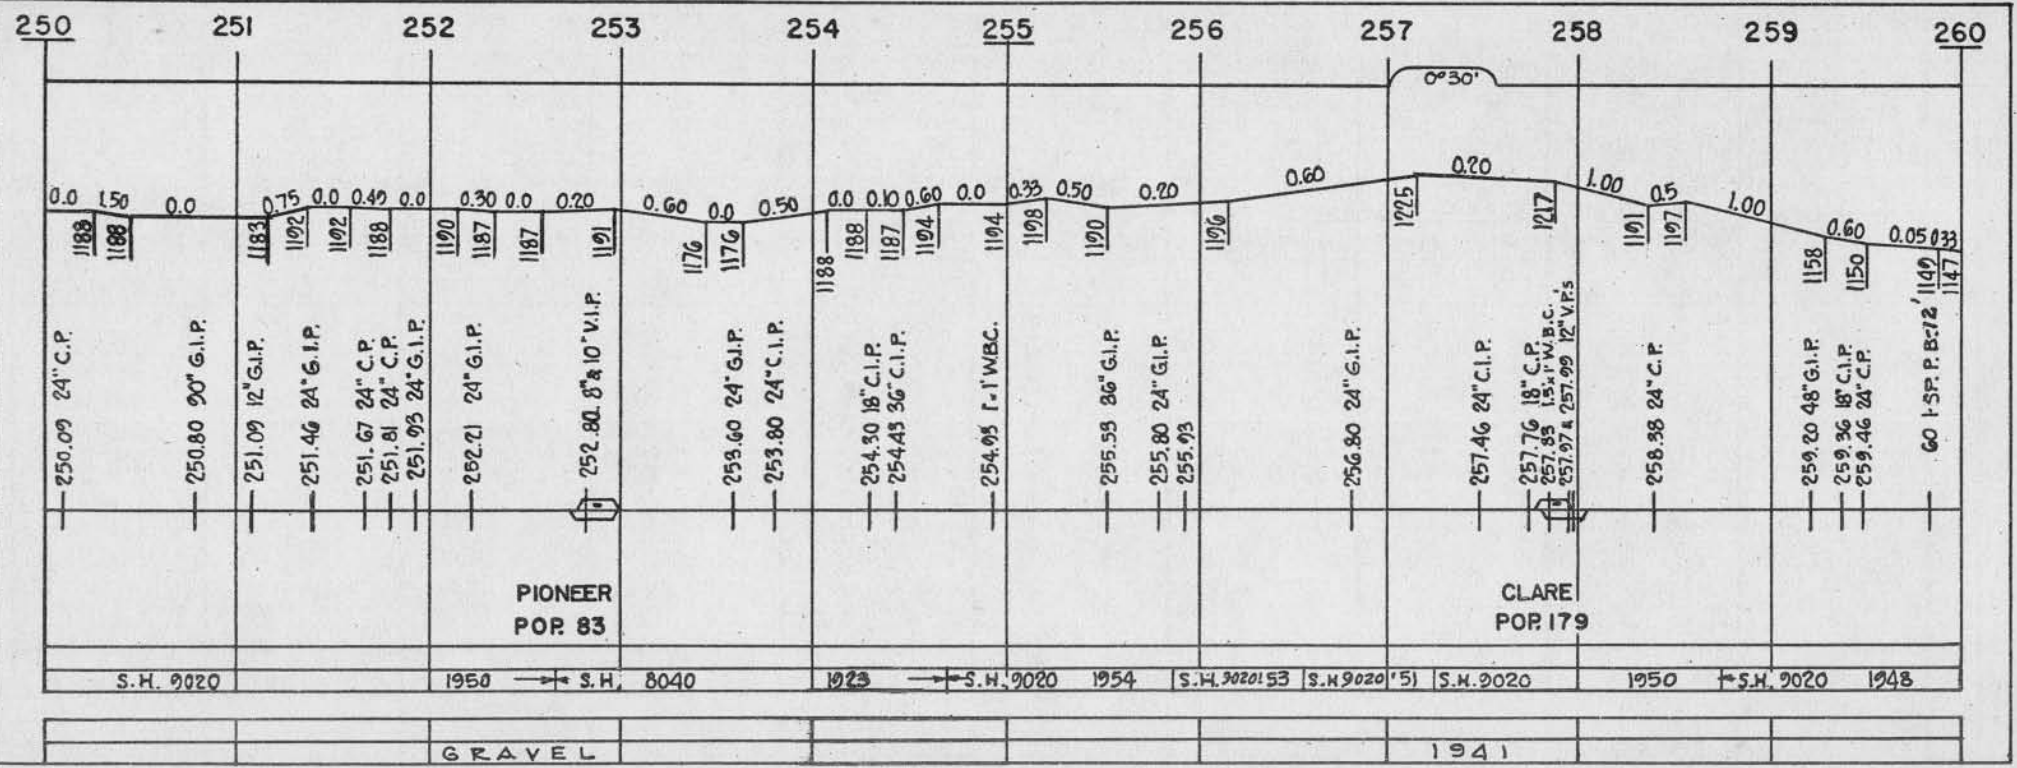 250 251 252 253 254 255 256 257 258 259 260
0°30'
0.0 1.50 0.0 0.75 0.0 0.49 0.0 0.30 0.0 0.20 0.60 0.0 0.50 0.0 0.10 0.60 0.0 0.33 0.50 0.20 0.60 0.20 1.00 0.5 1.00 0.60 0.05 033
1188 1188 1183 1192 1192 1188 1190 1187 1187 1191 1176 1176 1188 1188 1187 1194 1194 1198 1190 1196 1225 1217 1191 1197 1158 1150 1149 1147
250.09 24" C.P.
250.80 90" G.I.P.
251.09 12" G.I.P.
251.46 24" G.I.P.
251.67 24" C.P.
251.81 24" C.P.
251.93 24" G.I.P.
252.21 24" G.I.P.
252.82 8" & 10" V.I.P.
253.60 24" G.I.P.
253.80 24" C.I.P.
254.30 18" C.I.P.
254.43 36" C.I.P.
254.93 1'x1' W.B.C.
255.53 36" G.I.P.
255.80 24" G.I.P.
255.93
256.80 24" G.I.P.
257.46 24" C.I.P.
257.76 18" C.P.
257.83 1.5'x1' W.B.C.
257.97 & 257.99 12" V.P.s
258.38 24" C.P.
259.20 48" G.I.P.
259.36 18" C.I.P.
259.46 24" C.P.
60 1-SP. P.P. B=12'
PIONEER
POP. 83
CLARE
POP. 179
S.H. 9020 1950 S.H. 8040 1923 S.H. 9020 1954 S.H. 9020 '53 S.H 9020 '51 S.H. 9020 1950 S.H. 9020 1948
GRAVEL 1941